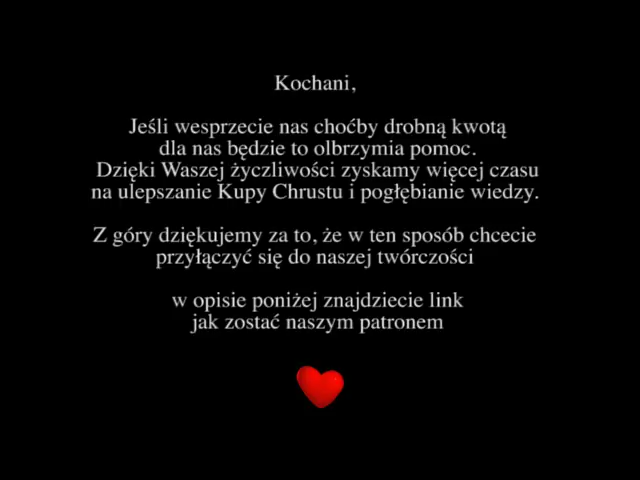 Kochani,
Jeśli wesprzecie nas choćby drobną kwotą
dla nas będzie to olbrzymia pomoc.
Dzięki Waszej życzliwości zyskamy więcej czasu
na ulepszanie Kupy Chrustu i pogłębianie wiedzy.
Z góry dziękujemy za to, że w ten sposób chcecie
przyłączyć się do naszej twórczości
w opisie poniżej znajdziecie link
jak zostać naszym patronem